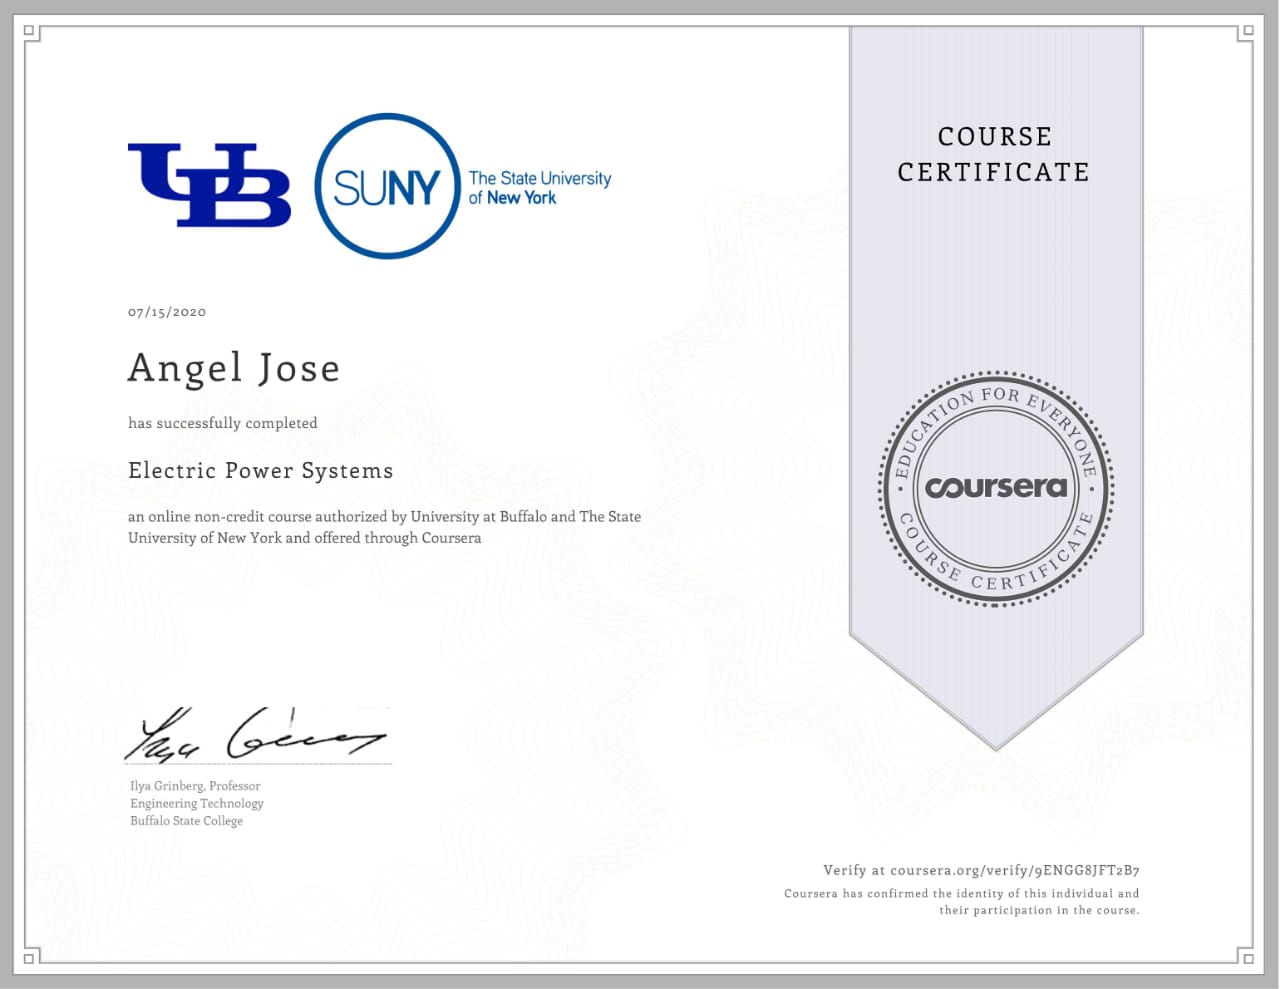 UB
SUNY
The State University
of New York
COURSE
CERTIFICATE
07/15/2020
Angel Jose
has successfully completed
Electric Power Systems
an online non-credit course authorized by University at Buffalo and The State
University of New York and offered through Coursera
EDUCATION FOR EVERYONE
coursera
COURSE CERTIFICATE
Ilya Grinberg, Professor
Engineering Technology
Buffalo State College
Verify at coursera.org/verify/9ENGG8JFT2B7
Coursera has confirmed the identity of this individual and
their participation in the course.